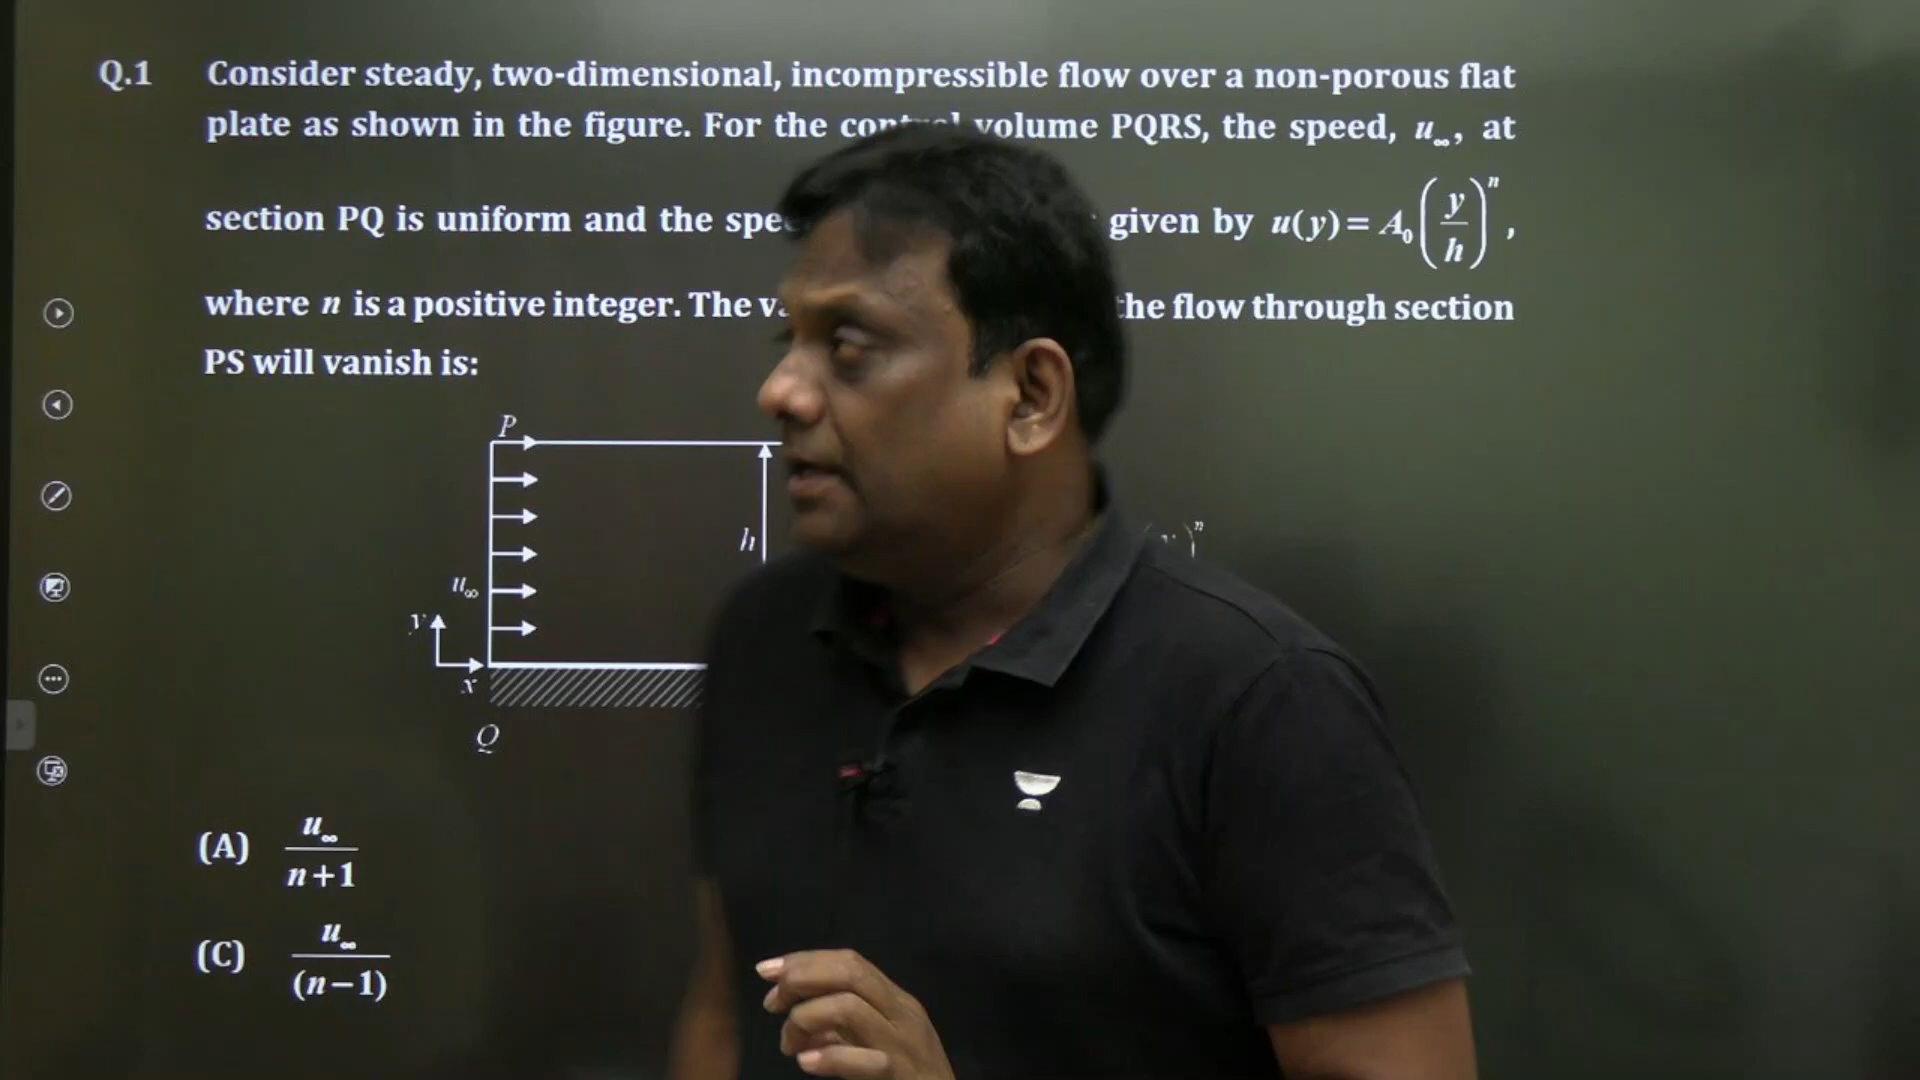 Q.1 Consider steady, two-dimensional, incompressible flow over a non-porous flat
plate as shown in the figure. For the volume PQRS, the speed, u∞, at
section PQ is uniform and the given by u(y) = A₀(y/h)ⁿ,
where n is a positive integer. The the flow through section
PS will vanish is:
P
h
u∞
y
x
Q
(A) u∞/(n+1)
(C) u∞/(n−1)